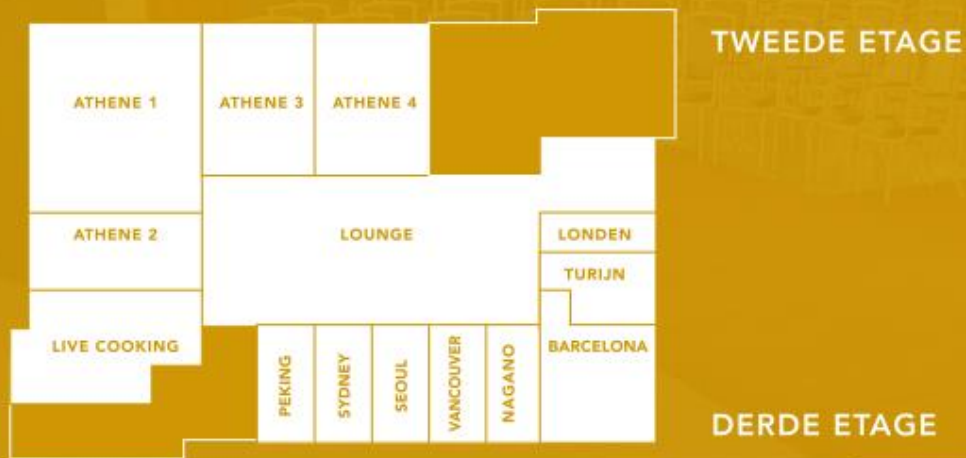 TWEEDE ETAGE
ATHENE 1
ATHENE 3
ATHENE 4
ATHENE 2
LOUNGE
LONDEN
TURIJN
LIVE COOKING
PEKING
SYDNEY
SEOUL
VANCOUVER
NAGANO
BARCELONA
DERDE ETAGE